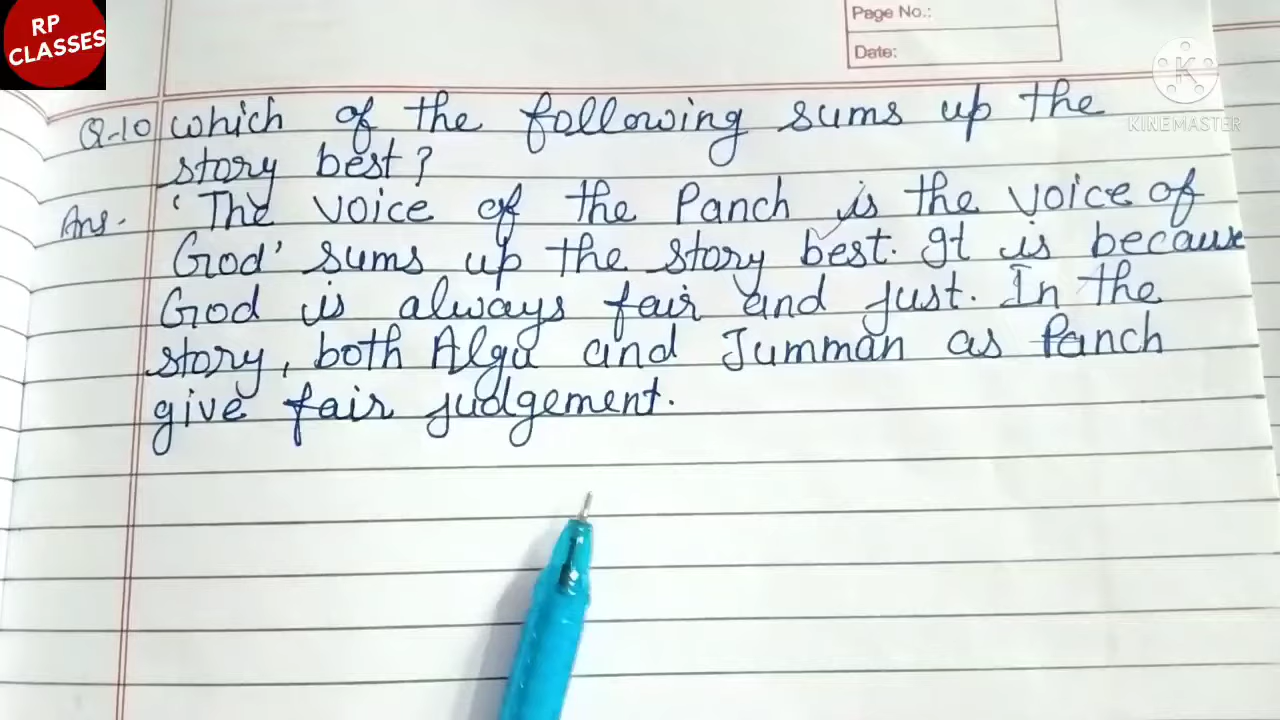 RP
CLASSES
Page No.:
Date:
KINEMASTER
Q-10 which of the following sums up the
story best?
Ans. 'The voice of the Panch is the voice of
God' sums up the story best. It is because
God is always fair and just. In the
story, both Algu and Jumman as Panch
give fair judgement.